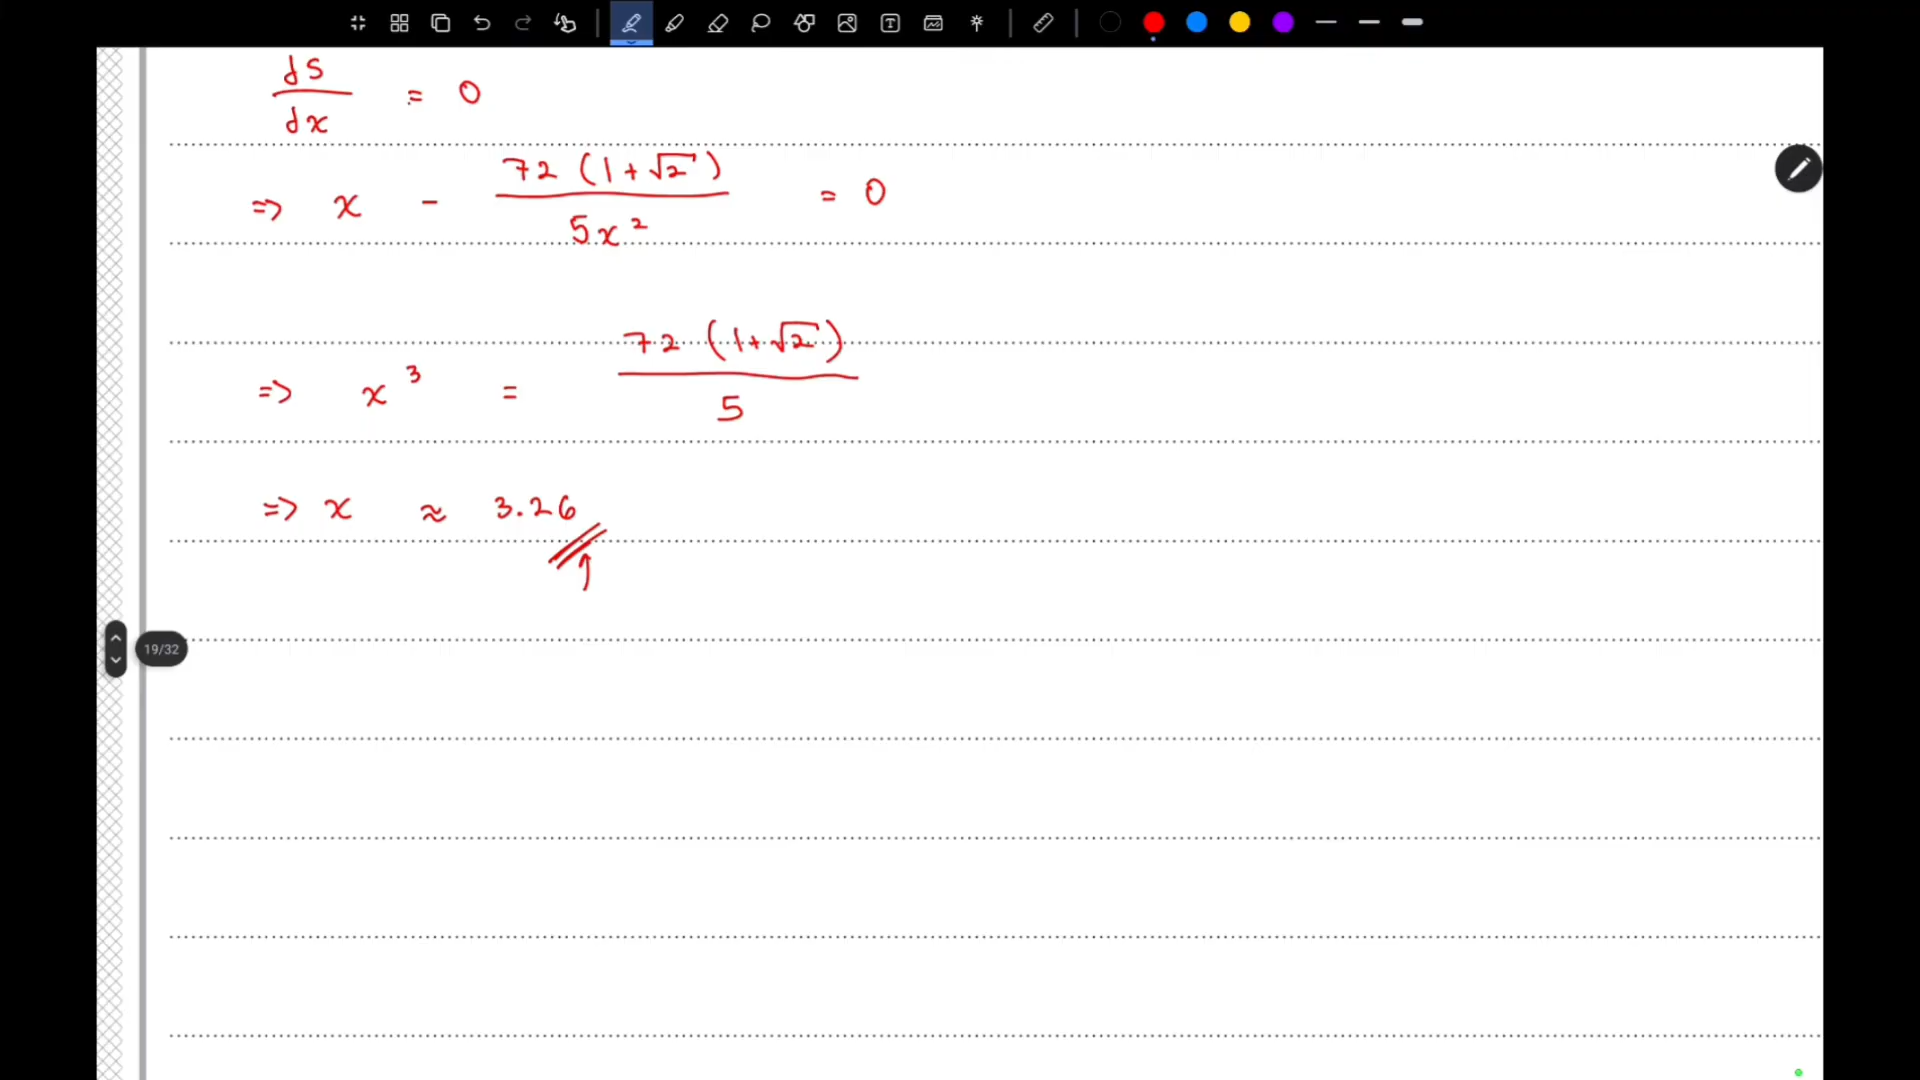 dS/dx = 0
=> x - 72 (1+√2) / 5x² = 0
=> x³ = 72 (1+√2) / 5
=> x ≈ 3.26
19/32